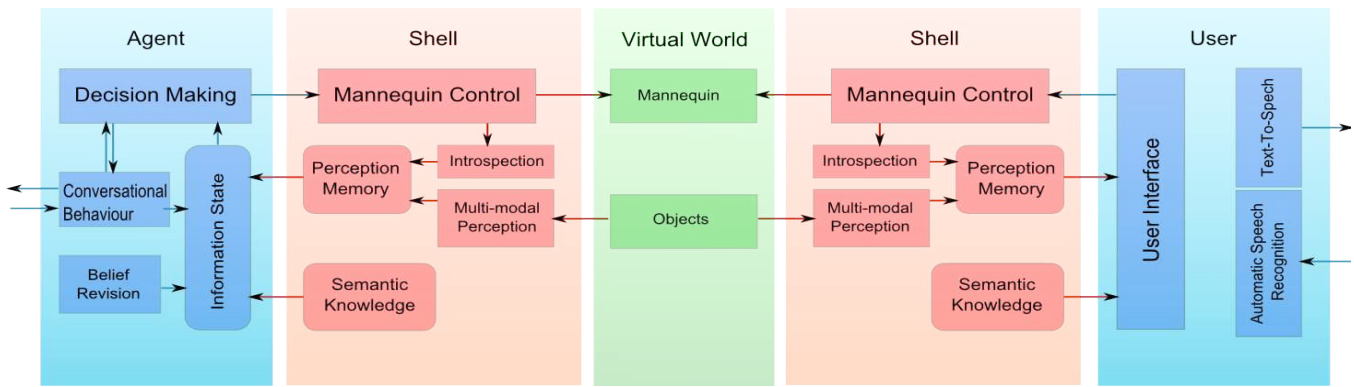 Agent
Shell
Virtual World
Shell
User
Decision Making
Mannequin Control
Mannequin
Mannequin Control
Conversational
Behaviour
Belief
Revision
Information State
Introspection
Perception
Memory
Multi-modal
Perception
Semantic
Knowledge
Objects
Introspection
Perception
Memory
Multi-modal
Perception
Semantic
Knowledge
User Interface
Text-To-Spech
Automatic Speech
Recognition